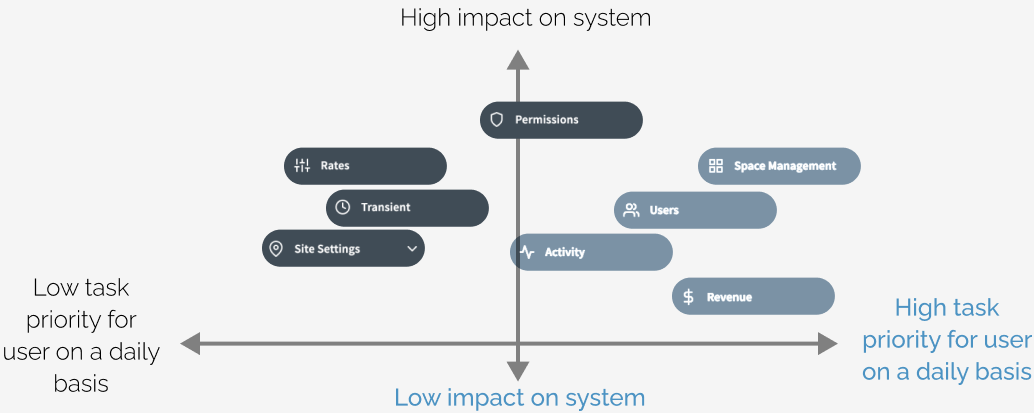 High impact on system
Permissions
Rates
Space Management
Transient
Users
Site Settings
Activity
Revenue
Low task
priority for
user on a daily
basis
High task
priority for user
on a daily basis
Low impact on system